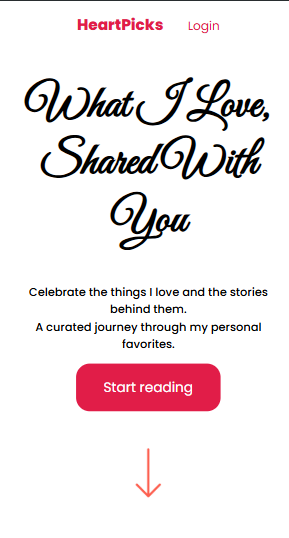 HeartPicks Login
What I Love,
Shared With
You
Celebrate the things I love and the stories
behind them.
A curated journey through my personal
favorites.
Start reading